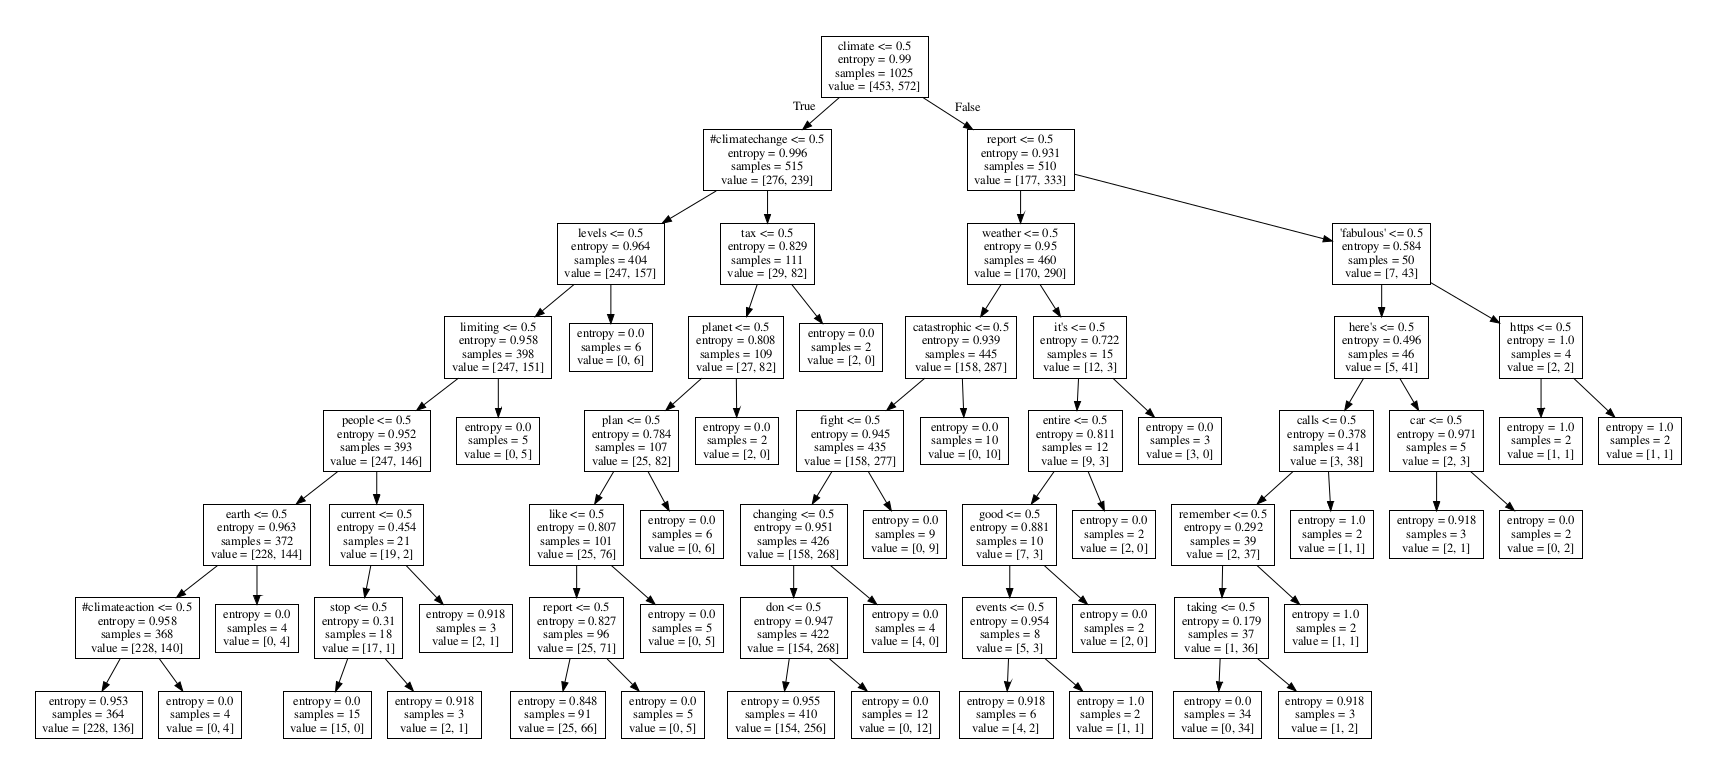 climate <= 0.5
entropy = 0.99
samples = 1025
value = [453, 572]
True
False
#climatechange <= 0.5
entropy = 0.996
samples = 515
value = [276, 239]
report <= 0.5
entropy = 0.931
samples = 510
value = [177, 333]
levels <= 0.5
entropy = 0.964
samples = 404
value = [247, 157]
tax <= 0.5
entropy = 0.829
samples = 111
value = [29, 82]
weather <= 0.5
entropy = 0.95
samples = 460
value = [170, 290]
'fabulous' <= 0.5
entropy = 0.584
samples = 50
value = [7, 43]
limiting <= 0.5
entropy = 0.958
samples = 398
value = [247, 151]
entropy = 0.0
samples = 6
value = [0, 6]
planet <= 0.5
entropy = 0.808
samples = 109
value = [27, 82]
entropy = 0.0
samples = 2
value = [2, 0]
catastrophic <= 0.5
entropy = 0.939
samples = 445
value = [158, 287]
it's <= 0.5
entropy = 0.722
samples = 15
value = [12, 3]
here's <= 0.5
entropy = 0.496
samples = 46
value = [5, 41]
https <= 0.5
entropy = 1.0
samples = 4
value = [2, 2]
people <= 0.5
entropy = 0.952
samples = 393
value = [247, 146]
entropy = 0.0
samples = 5
value = [0, 5]
plan <= 0.5
entropy = 0.784
samples = 107
value = [25, 82]
entropy = 0.0
samples = 2
value = [2, 0]
fight <= 0.5
entropy = 0.945
samples = 435
value = [158, 277]
entropy = 0.0
samples = 10
value = [0, 10]
entire <= 0.5
entropy = 0.811
samples = 12
value = [9, 3]
entropy = 0.0
samples = 3
value = [3, 0]
calls <= 0.5
entropy = 0.378
samples = 41
value = [3, 38]
car <= 0.5
entropy = 0.971
samples = 5
value = [2, 3]
entropy = 1.0
samples = 2
value = [1, 1]
entropy = 1.0
samples = 2
value = [1, 1]
earth <= 0.5
entropy = 0.963
samples = 372
value = [228, 144]
current <= 0.5
entropy = 0.454
samples = 21
value = [19, 2]
like <= 0.5
entropy = 0.807
samples = 101
value = [25, 76]
entropy = 0.0
samples = 6
value = [0, 6]
changing <= 0.5
entropy = 0.951
samples = 426
value = [158, 268]
entropy = 0.0
samples = 9
value = [0, 9]
good <= 0.5
entropy = 0.881
samples = 10
value = [7, 3]
entropy = 0.0
samples = 2
value = [2, 0]
remember <= 0.5
entropy = 0.292
samples = 39
value = [2, 37]
entropy = 1.0
samples = 2
value = [1, 1]
entropy = 0.918
samples = 3
value = [2, 1]
entropy = 0.0
samples = 2
value = [0, 2]
#climateaction <= 0.5
entropy = 0.958
samples = 368
value = [228, 140]
entropy = 0.0
samples = 4
value = [0, 4]
stop <= 0.5
entropy = 0.31
samples = 18
value = [17, 1]
entropy = 0.918
samples = 3
value = [2, 1]
report <= 0.5
entropy = 0.827
samples = 96
value = [25, 71]
entropy = 0.0
samples = 5
value = [0, 5]
don <= 0.5
entropy = 0.947
samples = 422
value = [154, 268]
entropy = 0.0
samples = 4
value = [4, 0]
events <= 0.5
entropy = 0.954
samples = 8
value = [5, 3]
entropy = 0.0
samples = 2
value = [2, 0]
taking <= 0.5
entropy = 0.179
samples = 37
value = [1, 36]
entropy = 1.0
samples = 2
value = [1, 1]
entropy = 0.953
samples = 364
value = [228, 136]
entropy = 0.0
samples = 4
value = [0, 4]
entropy = 0.0
samples = 15
value = [15, 0]
entropy = 0.918
samples = 3
value = [2, 1]
entropy = 0.848
samples = 91
value = [25, 66]
entropy = 0.0
samples = 5
value = [0, 5]
entropy = 0.955
samples = 410
value = [154, 256]
entropy = 0.0
samples = 12
value = [0, 12]
entropy = 0.918
samples = 6
value = [4, 2]
entropy = 1.0
samples = 2
value = [1, 1]
entropy = 0.0
samples = 34
value = [0, 34]
entropy = 0.918
samples = 3
value = [1, 2]